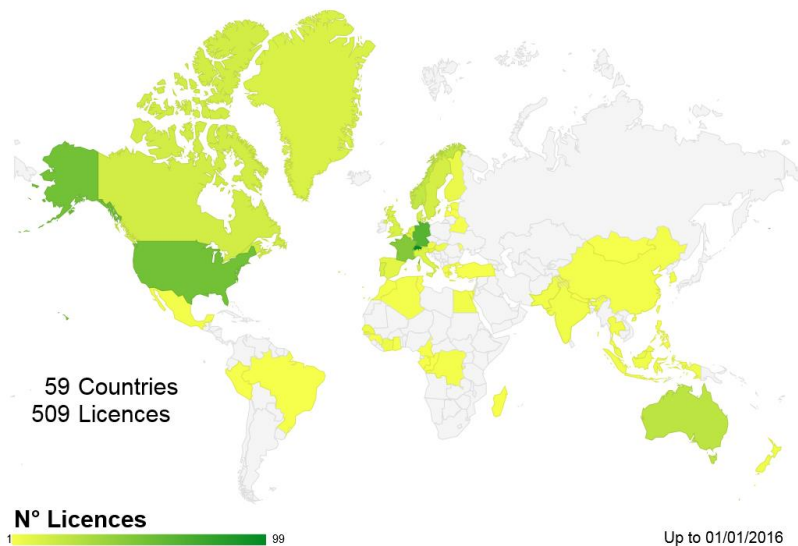 59 Countries
509 Licences
N° Licences
1 99
Up to 01/01/2016